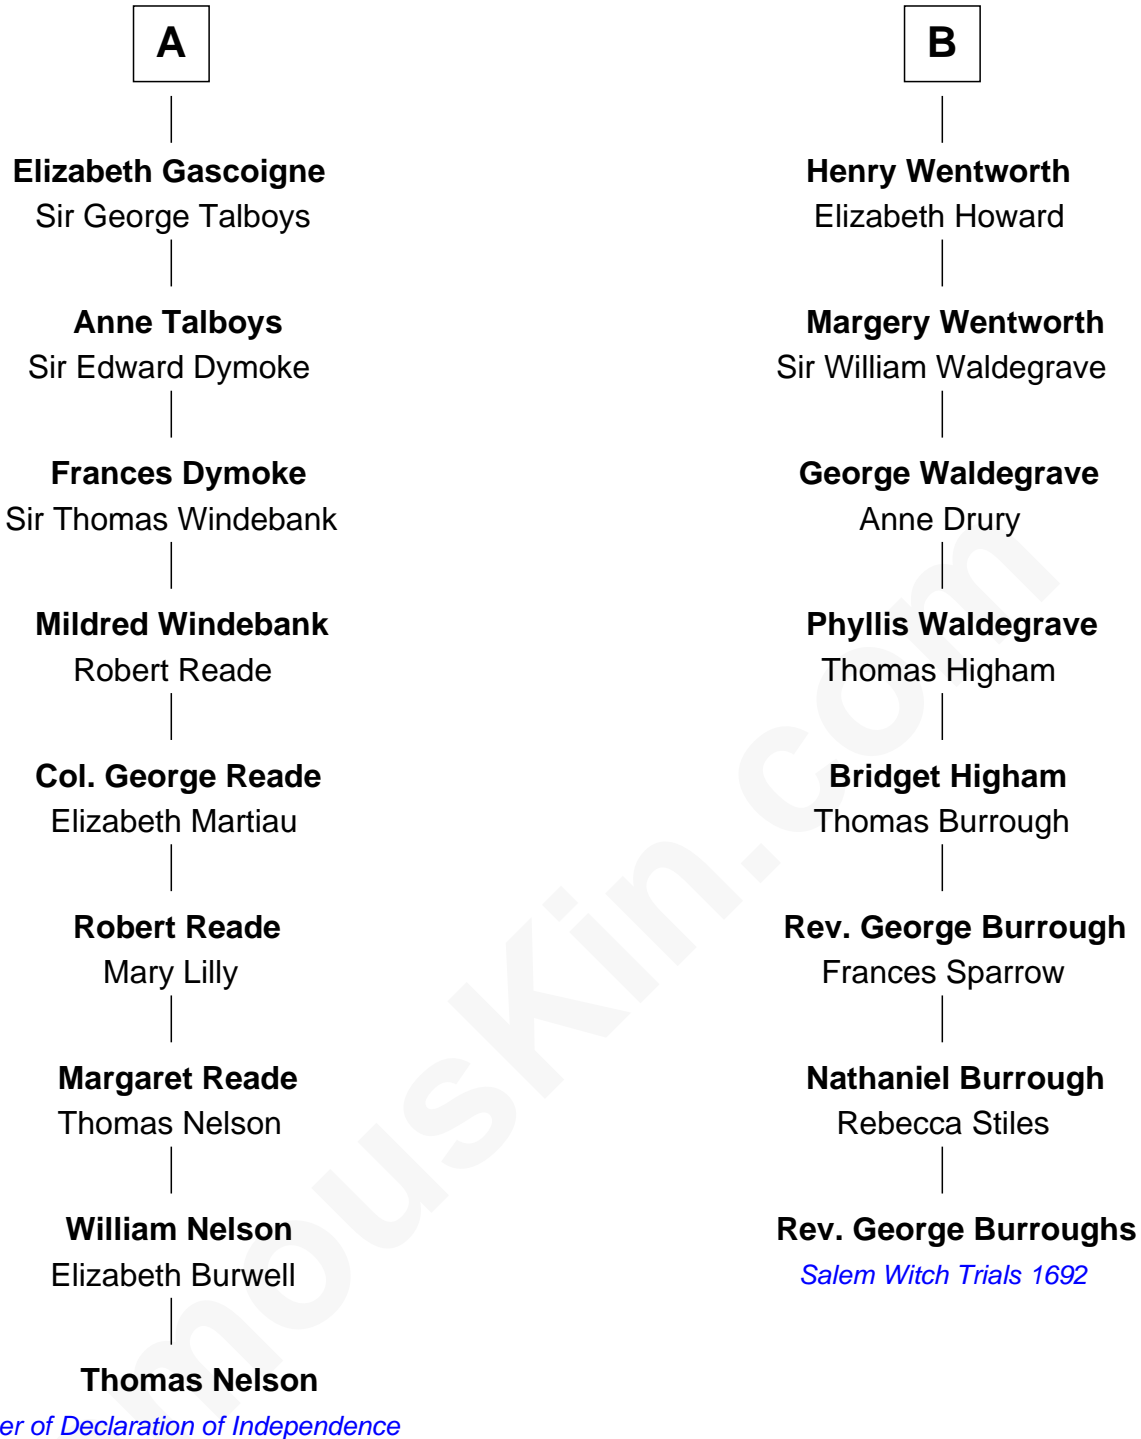 A
Elizabeth Gascoigne
Sir George Talboys
Anne Talboys
Sir Edward Dymoke
Frances Dymoke
Sir Thomas Windebank
Mildred Windebank
Robert Reade
Col. George Reade
Elizabeth Martiau
Robert Reade
Mary Lilly
Margaret Reade
Thomas Nelson
William Nelson
Elizabeth Burwell
Thomas Nelson
er of Declaration of Independence
B
Henry Wentworth
Elizabeth Howard
Margery Wentworth
Sir William Waldegrave
George Waldegrave
Anne Drury
Phyllis Waldegrave
Thomas Higham
Bridget Higham
Thomas Burrough
Rev. George Burrough
Frances Sparrow
Nathaniel Burrough
Rebecca Stiles
Rev. George Burroughs
Salem Witch Trials 1692
mouskin.com